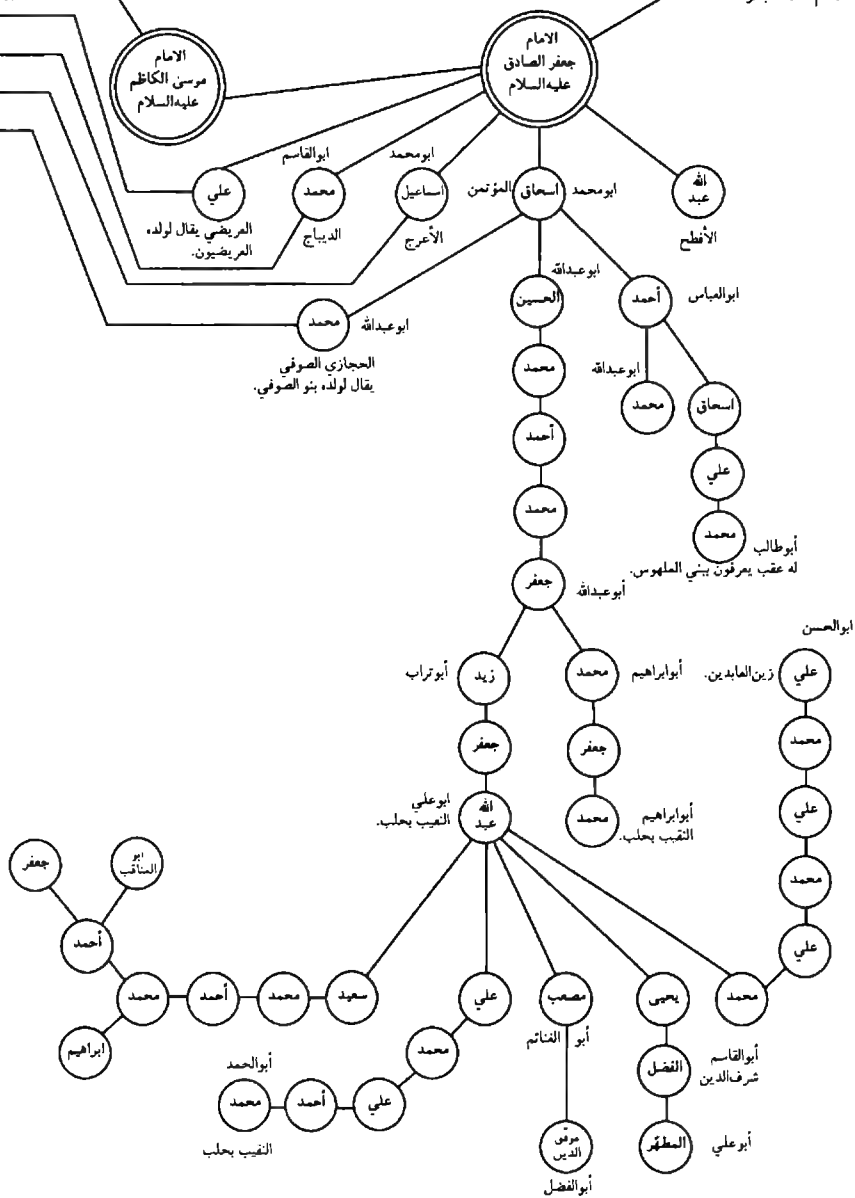 الامام
جعفر الصادق
عليه السلام
الامام
موسى الكاظم
عليه السلام
الله
عبد
الأفطح
ابومحمد
اسحاق
المؤتمن
ابومحمد
اسماعيل
الأعرج
ابوالقاسم
محمد
الديباج
علي
العريضي يقال لولده
العريضيون.
ابوالعباس
أحمد
ابوعبدالله
الحسين
ابوعبدالله
محمد
الحجازي الصوفي
يقال لولده بنو الصوفي.
ابوعبدالله
محمد
اسحاق
علي
محمد
أبوطالب
له عقب يعرفون ببني الملهوس.
محمد
أحمد
محمد
جعفر
أبوعبدالله
ابوالحسن
علي
زين العابدين.
محمد
علي
محمد
علي
أبوابراهيم
محمد
جعفر
محمد
أبوابراهيم
النقيب بحلب.
زيد
أبوتراب
جعفر
الله
عبد
ابوعلي
النقيب بحلب.
محمد
يحيى
الفضل
أبوالقاسم
شرف الدين
المطهر
أبوعلي
مصعب
أبو الغنائم
موفق
الدين
أبوالفضل
علي
محمد
علي
أحمد
أبوالحمد
محمد
النقيب بحلب
سعيد
محمد
أحمد
محمد
ابراهيم
أحمد
ابو
المناقب
جعفر